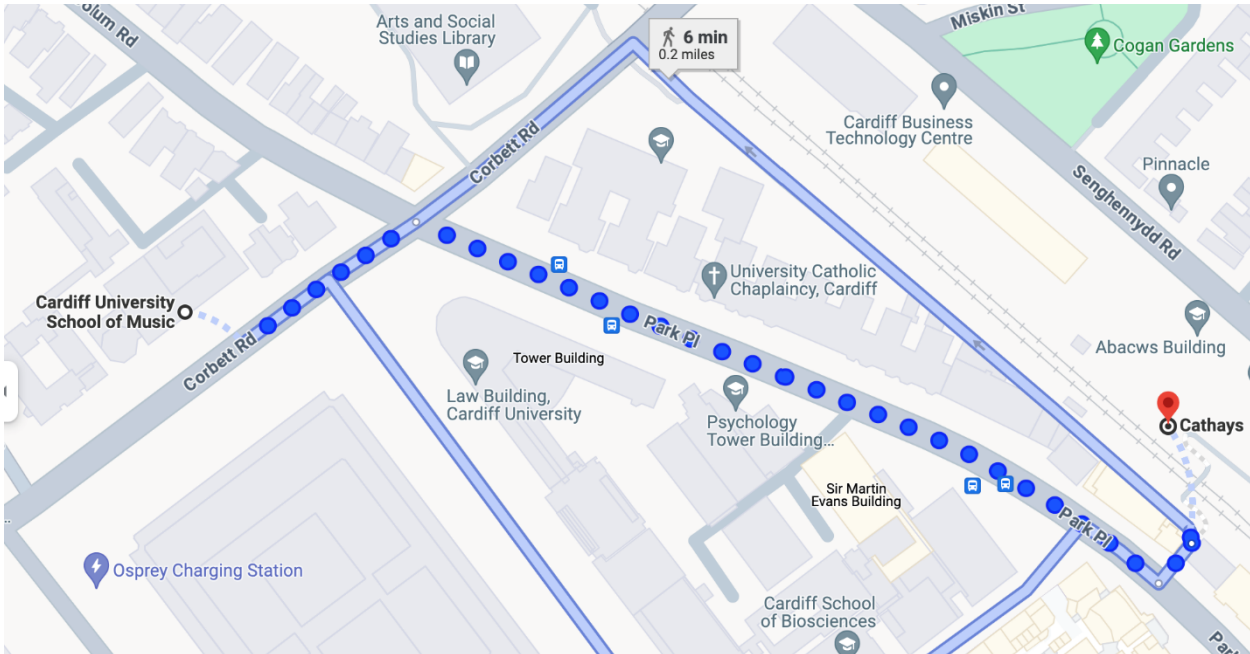 olum Rd
Arts and Social
Studies Library
6 min
0.2 miles
Miskin St
Cogan Gardens
Cardiff Business
Technology Centre
Corbett Rd
Pinnacle
Senghennydd Rd
University Catholic
Chaplaincy, Cardiff
Cardiff University
School of Music
Park Pl
Abacws Building
Corbett Rd
Tower Building
Law Building,
Cardiff University
Psychology
Tower Building...
Cathays
Sir Martin
Evans Building
Park Pl
Osprey Charging Station
Cardiff School
of Biosciences
Par